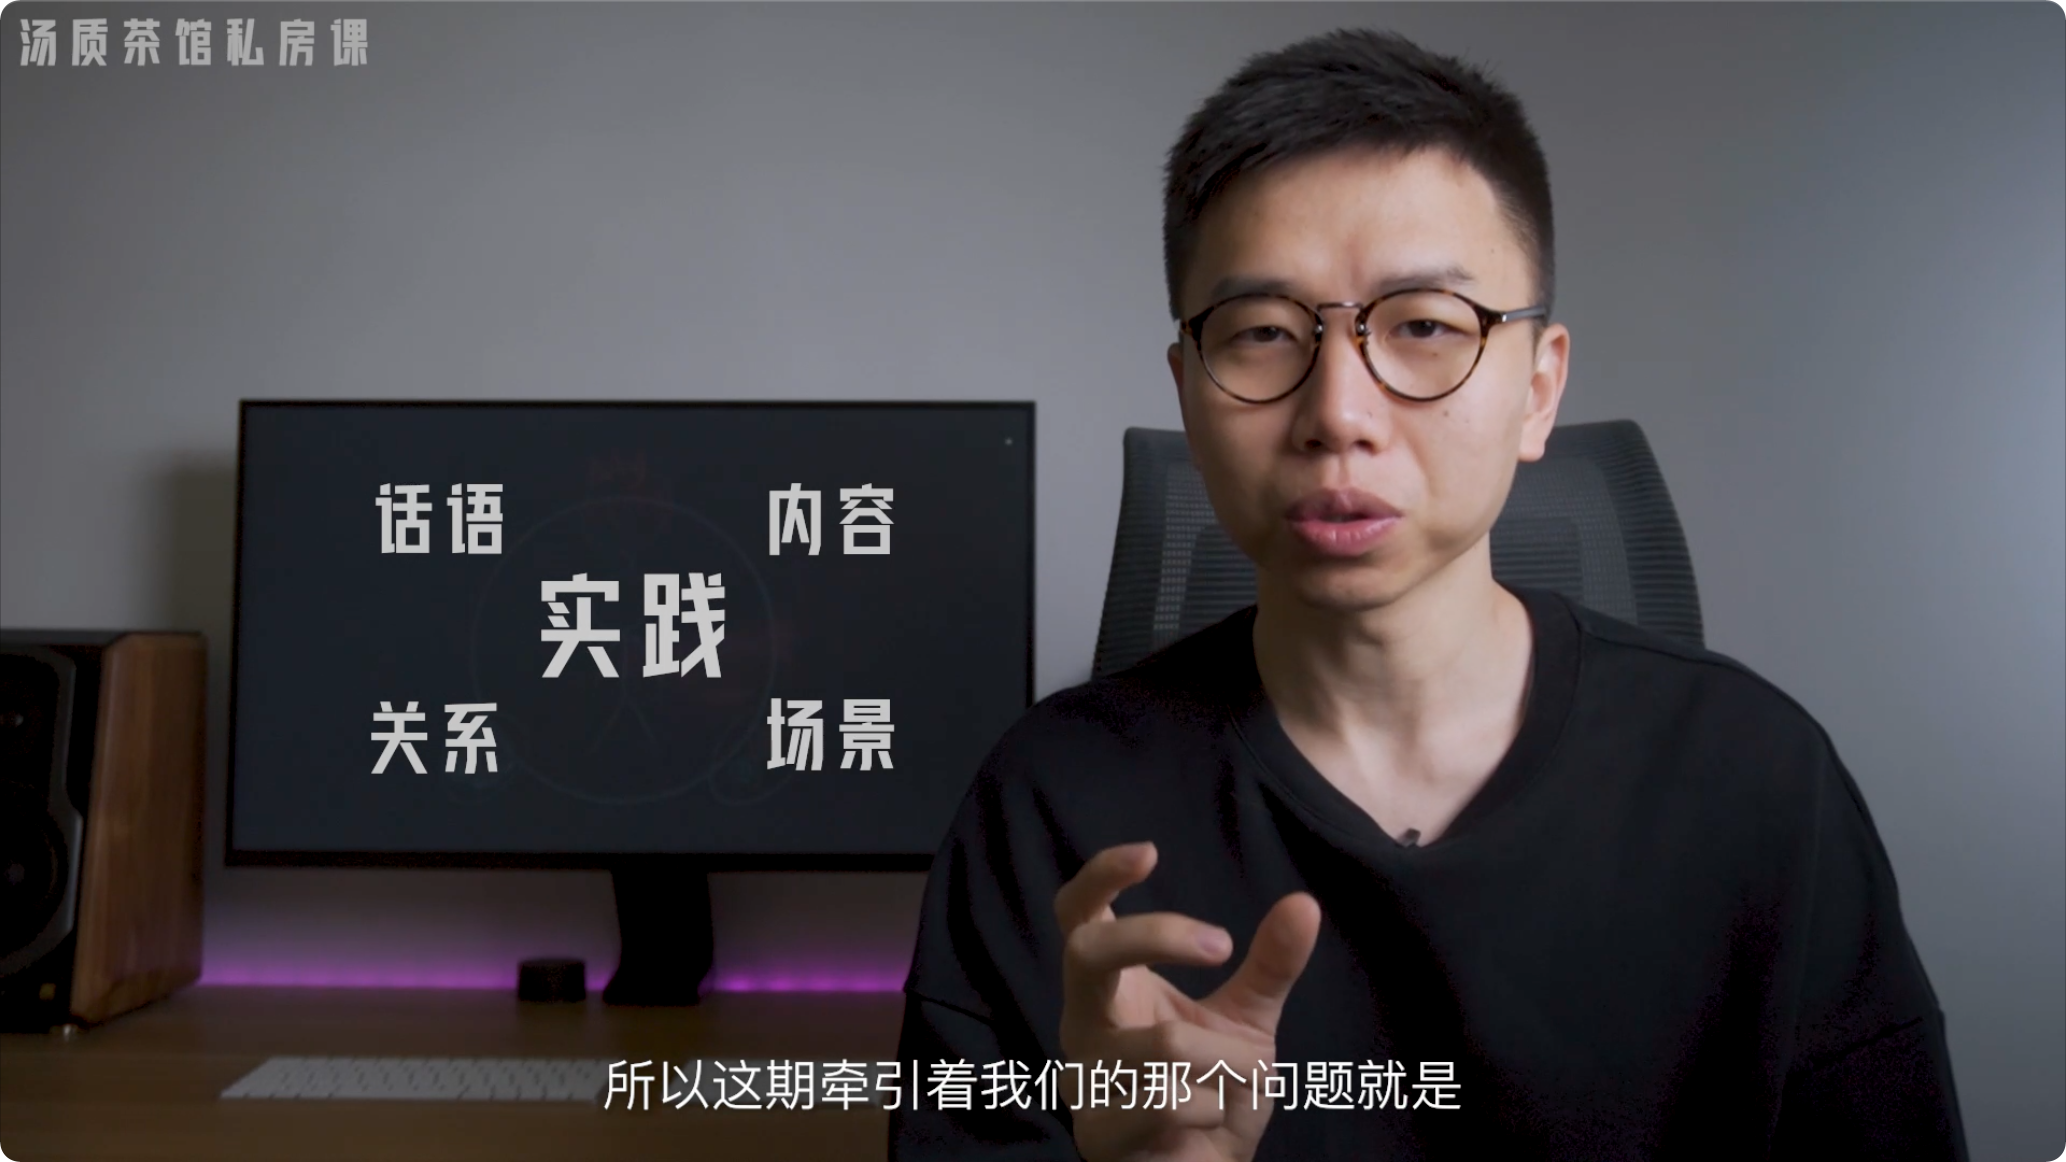 汤质茶馆私房课
话语 内容
实践
关系 场景
所以这期牵引着我们的那个问题就是